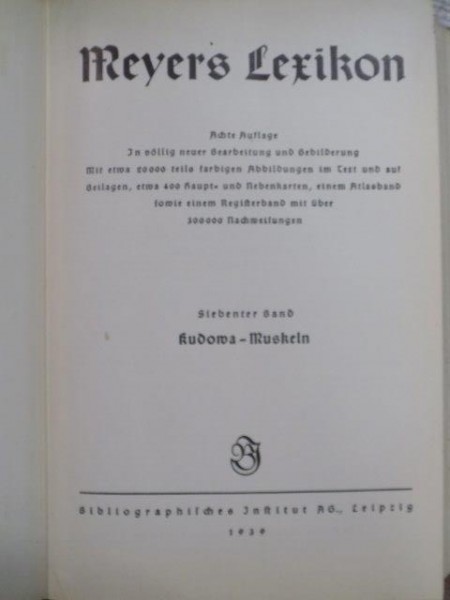 Meyers Lexikon
Achte Auflage
In völlig neuer Bearbeitung und Bebilderung
Mit etwa 20000 teils farbigen Abbildungen im Text und auf
Beilagen, etwa 400 Haupt- und Nebenkarten, einem Atlasband
sowie einem Registerband mit über
300000 Nachweisungen
Siebenter Band
Kudowa - Muskeln
BI
Bibliographisches Institut AG., Leipzig
1939